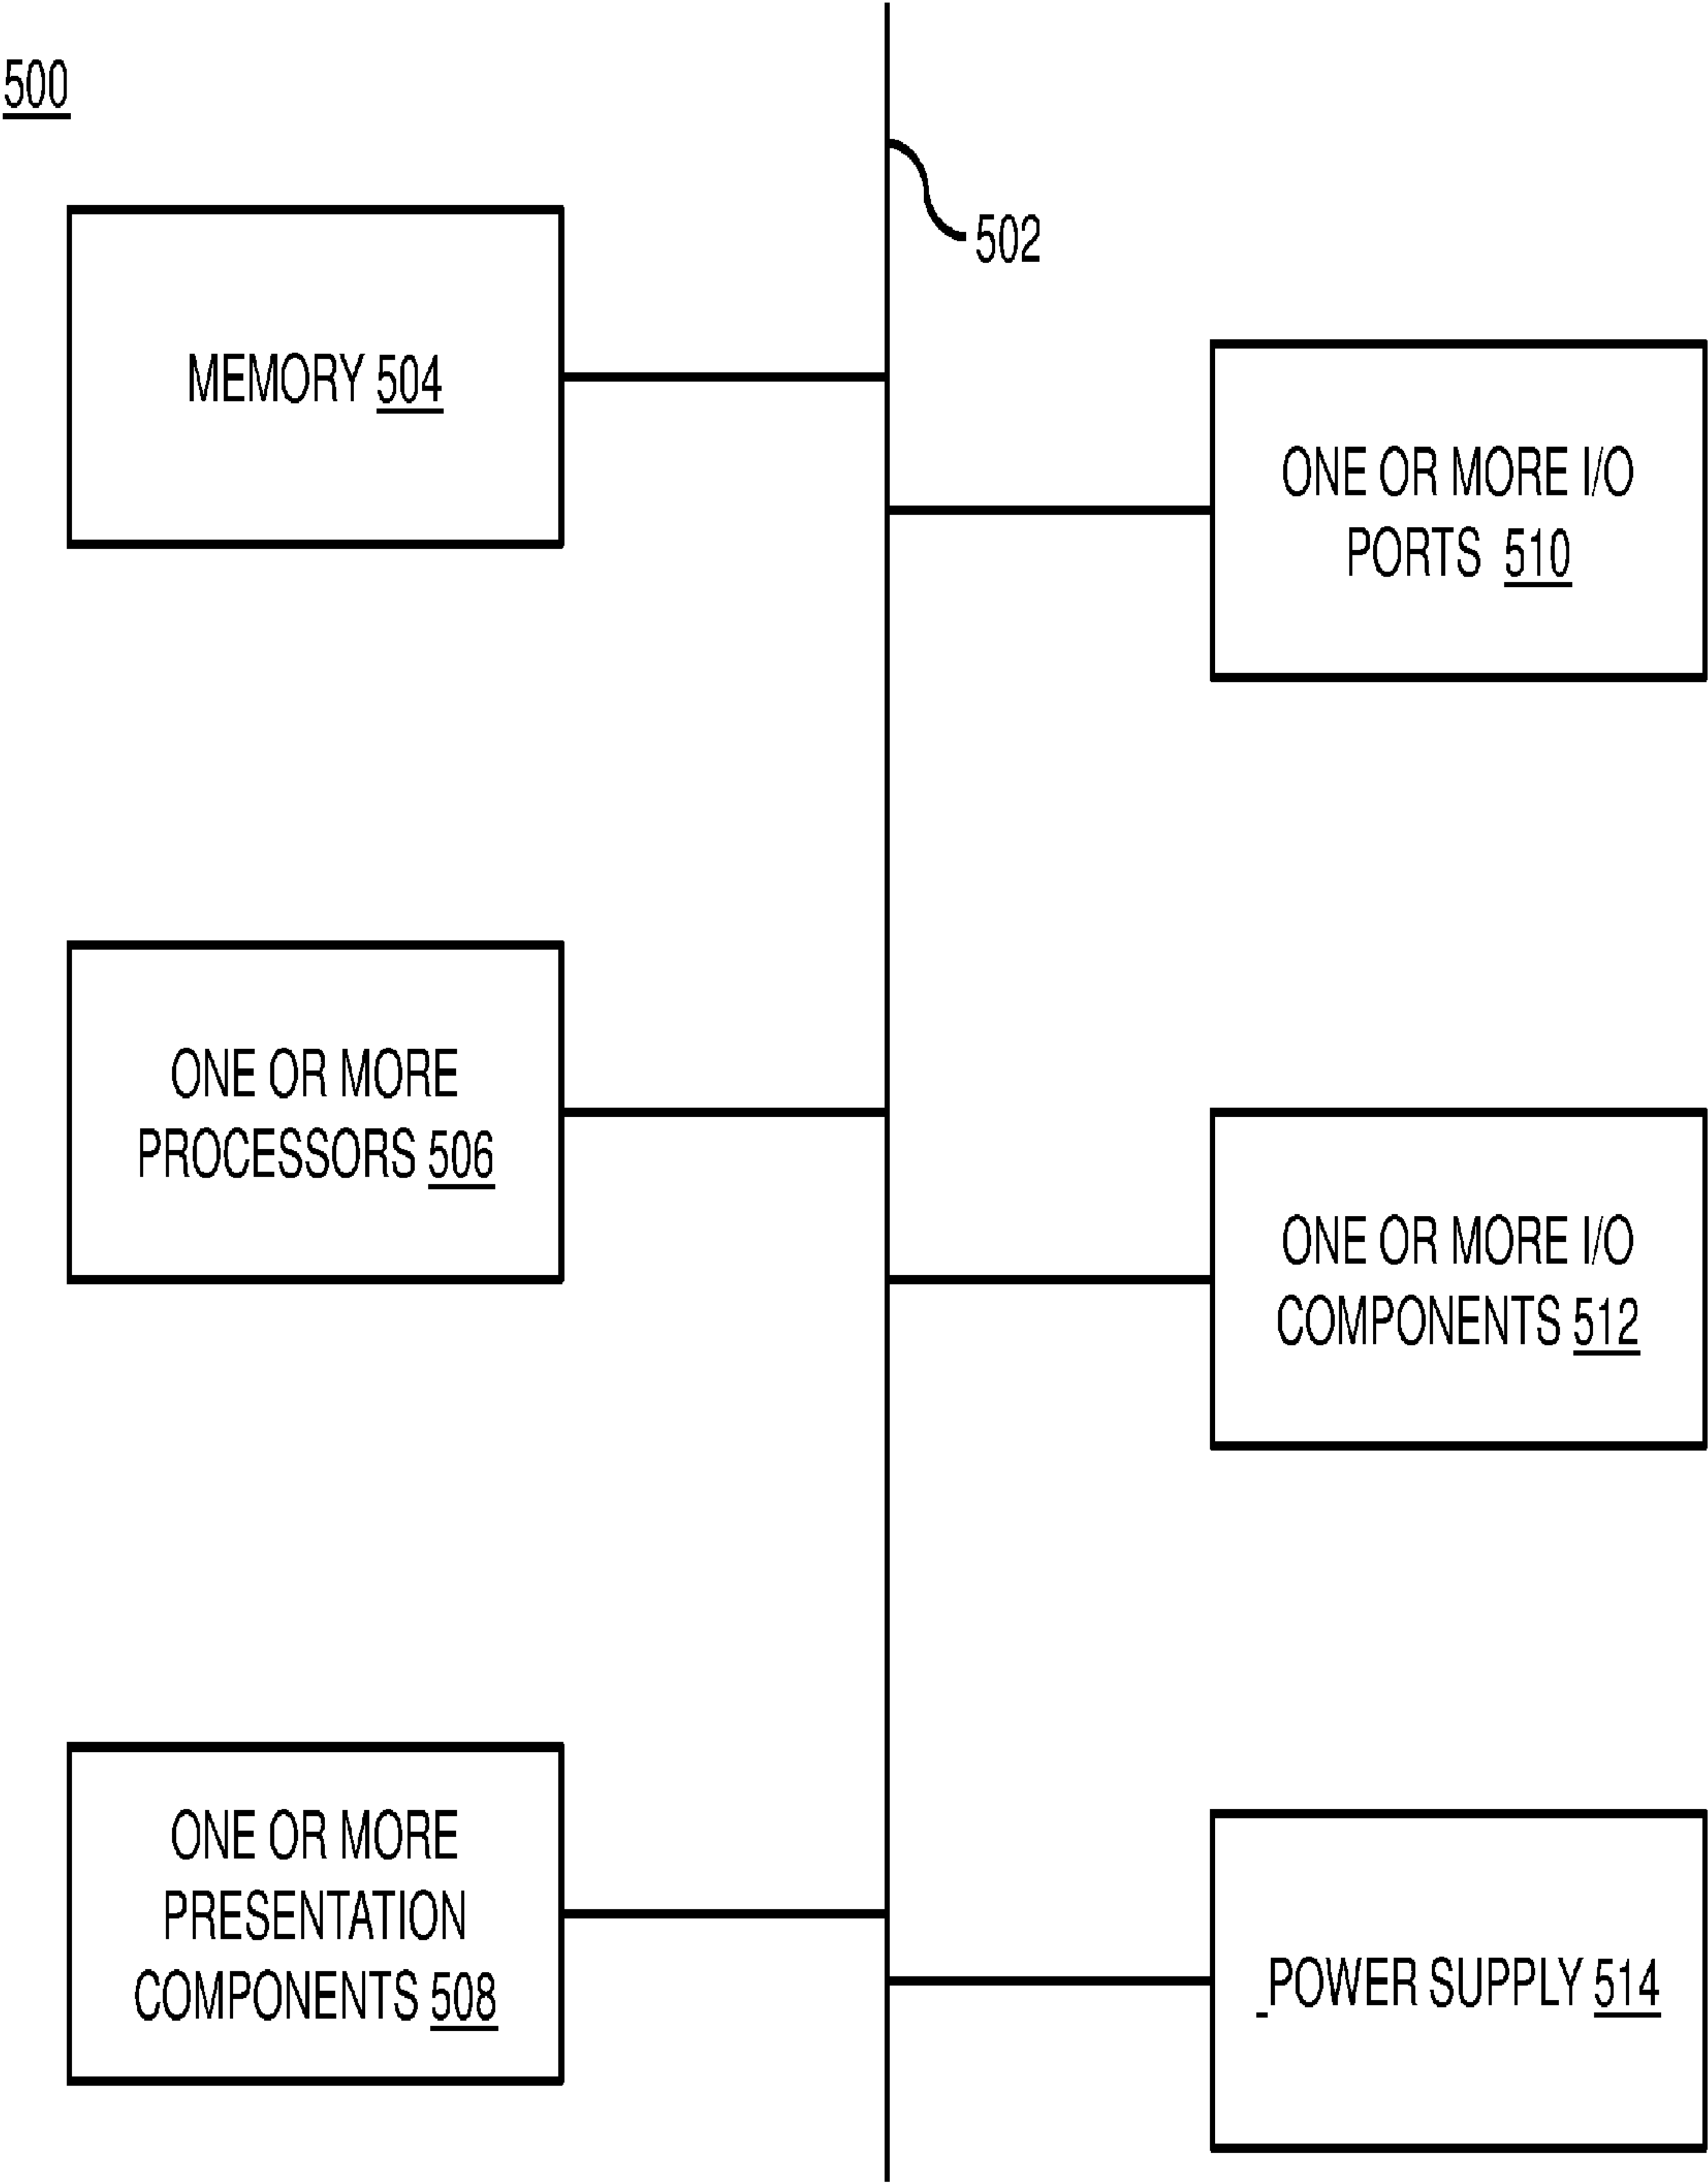 500
502
MEMORY 504
ONE OR MORE I/O
PORTS 510
ONE OR MORE
PROCESSORS 506
ONE OR MORE I/O
COMPONENTS 512
ONE OR MORE
PRESENTATION
COMPONENTS 508
POWER SUPPLY 514